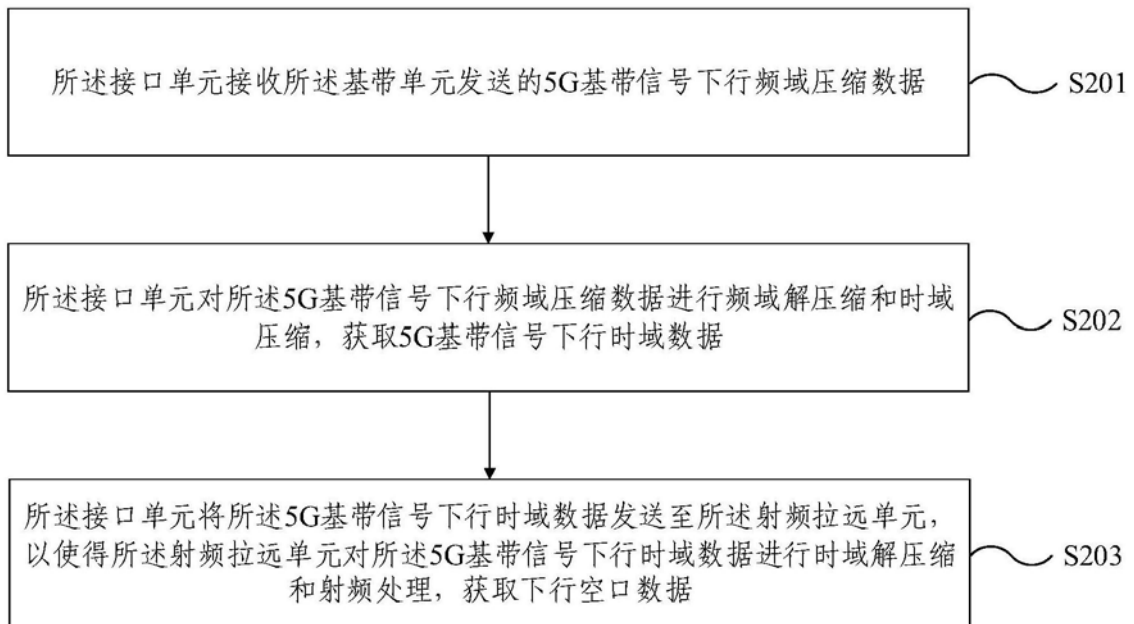 所述接口单元接收所述基带单元发送的5G基带信号下行频域压缩数据
S201
所述接口单元对所述5G基带信号下行频域压缩数据进行频域解压缩和时域
压缩，获取5G基带信号下行时域数据
S202
所述接口单元将所述5G基带信号下行时域数据发送至所述射频拉远单元，
以使得所述射频拉远单元对所述5G基带信号下行时域数据进行时域解压缩
和射频处理，获取下行空口数据
S203